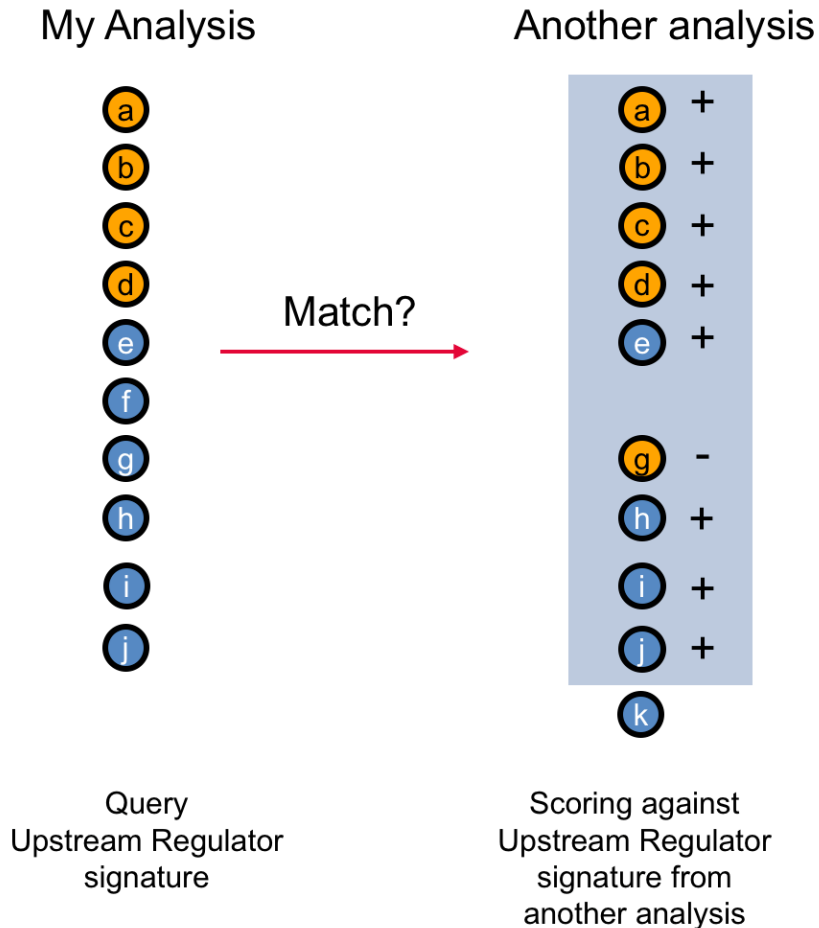 My Analysis
Another analysis
a
a +
b
b +
c
c +
d
d +
Match?
e
e +
f
g
g -
h
h +
i
i +
j
j +
k
Query
Upstream Regulator
signature
Scoring against
Upstream Regulator
signature from
another analysis